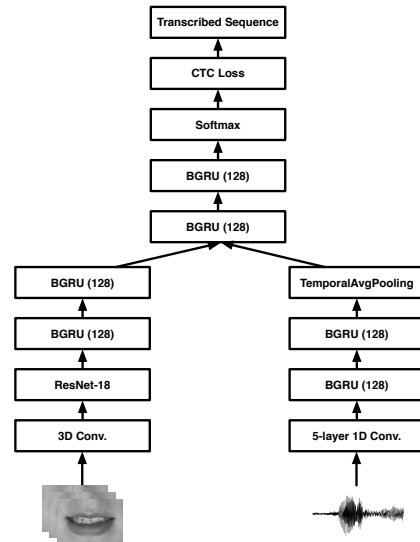 Transcribed Sequence
CTC Loss
Softmax
BGRU (128)
BGRU (128)
BGRU (128)
TemporalAvgPooling
BGRU (128)
BGRU (128)
ResNet-18
BGRU (128)
3D Conv.
5-layer 1D Conv.